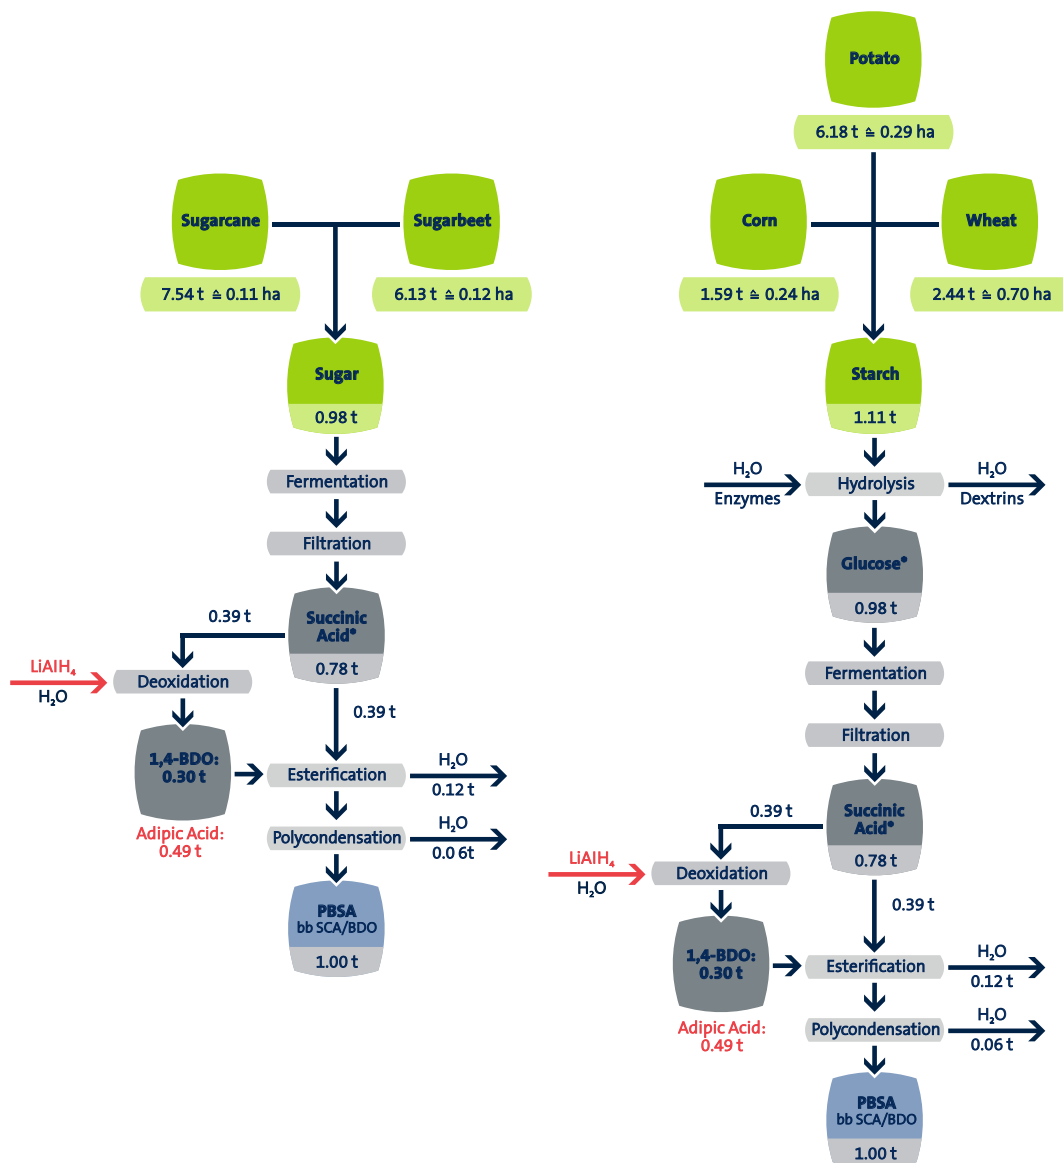 Sugarcane
7.54 t ≙ 0.11 ha
Sugarbeet
6.13 t ≙ 0.12 ha
Sugar
0.98 t
Fermentation
Filtration
Succinic
Acid*
0.78 t
0.39 t
LiAlH₄
H₂O
Deoxidation
1,4-BDO:
0.30 t
Adipic Acid:
0.49 t
0.39 t
Esterification
H₂O
0.12 t
Polycondensation
H₂O
0.06t
PBSA
bb SCA/BDO
1.00 t
Potato
6.18 t ≙ 0.29 ha
Corn
1.59 t ≙ 0.24 ha
Wheat
2.44 t ≙ 0.70 ha
Starch
1.11 t
H₂O
Enzymes
Hydrolysis
H₂O
Dextrins
Glucose*
0.98 t
Fermentation
Filtration
Succinic
Acid*
0.78 t
0.39 t
LiAlH₄
H₂O
Deoxidation
1,4-BDO:
0.30 t
Adipic Acid:
0.49 t
0.39 t
Esterification
H₂O
0.12 t
Polycondensation
H₂O
0.06 t
PBSA
bb SCA/BDO
1.00 t